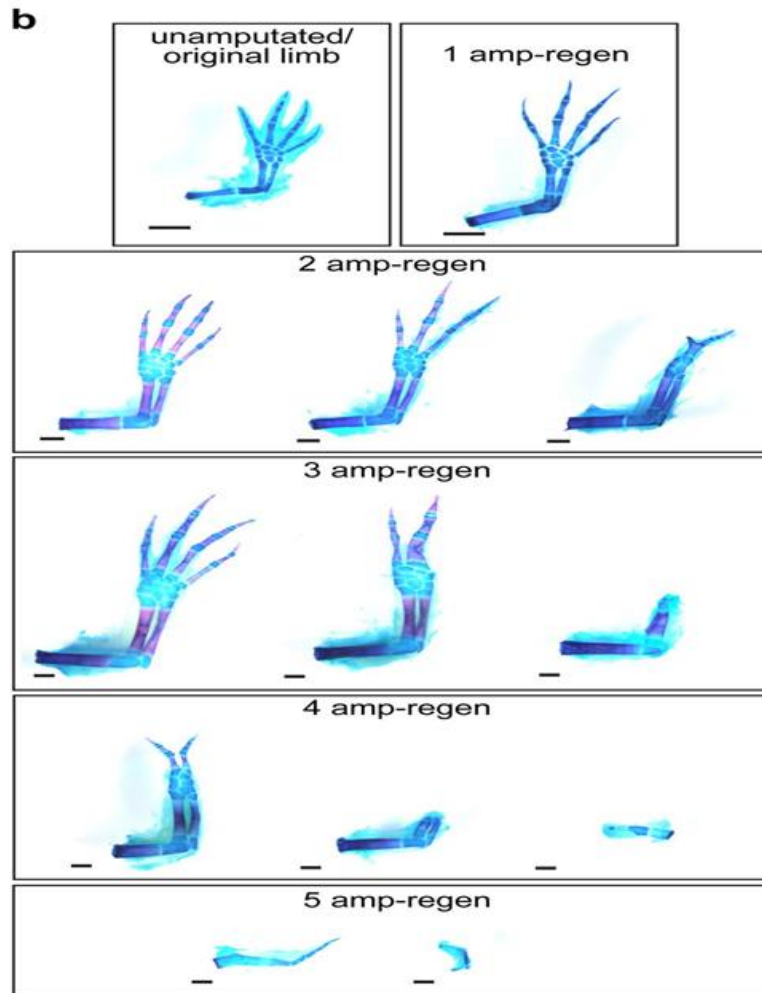 b
unamputated/
original limb
1 amp-regen
2 amp-regen
3 amp-regen
4 amp-regen
5 amp-regen